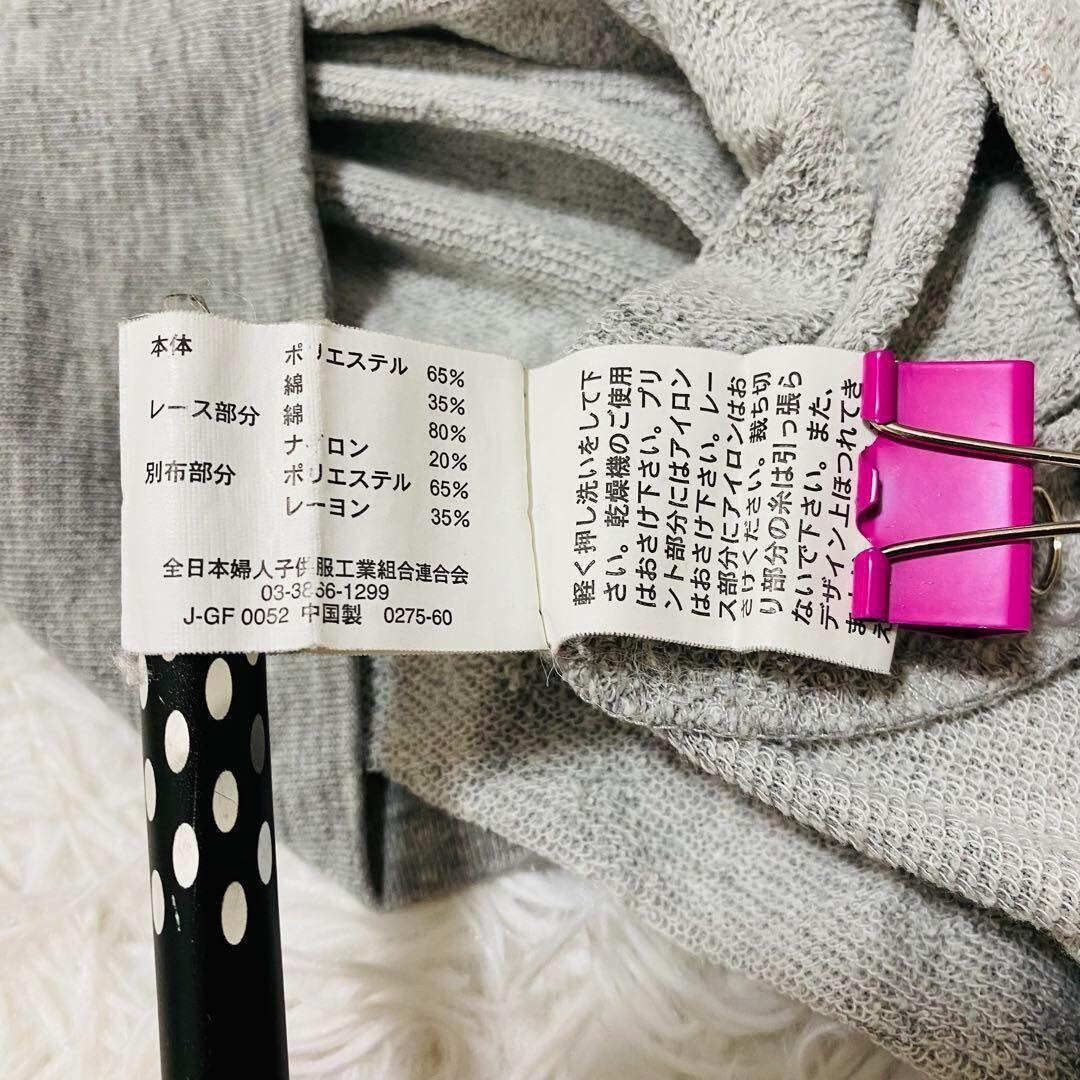 本体 ポリエステル 65%
綿 35%
レース部分 綿 80%
ナイロン 20%
別布部分 ポリエステル 65%
レーヨン 35%
全日本婦人子供服工業組合連合会
03-3856-1299
J-GF 0052 中国製 0275-60
軽く押し洗いをして下
さい。乾燥機のご使用
はおさけ下さい。プリ
ント部分にはアイロン
はおさけ下さい。レー
ス部分にアイロンはお
さけください。裁ち切
り部分の糸は引っ張ら
ないで下さい。また、
デザイン上ほつれてき
ま